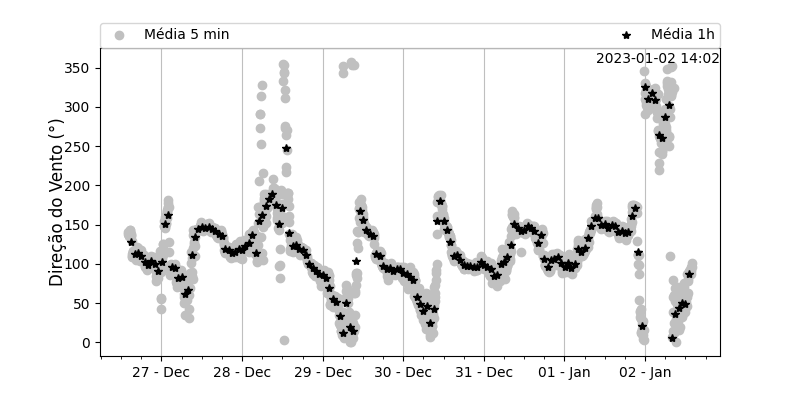 Média 5 min
Média 1h
2023-01-02 14:02
Direção do Vento (°)
350
300
250
200
150
100
50
0
27 - Dec
28 - Dec
29 - Dec
30 - Dec
31 - Dec
01 - Jan
02 - Jan